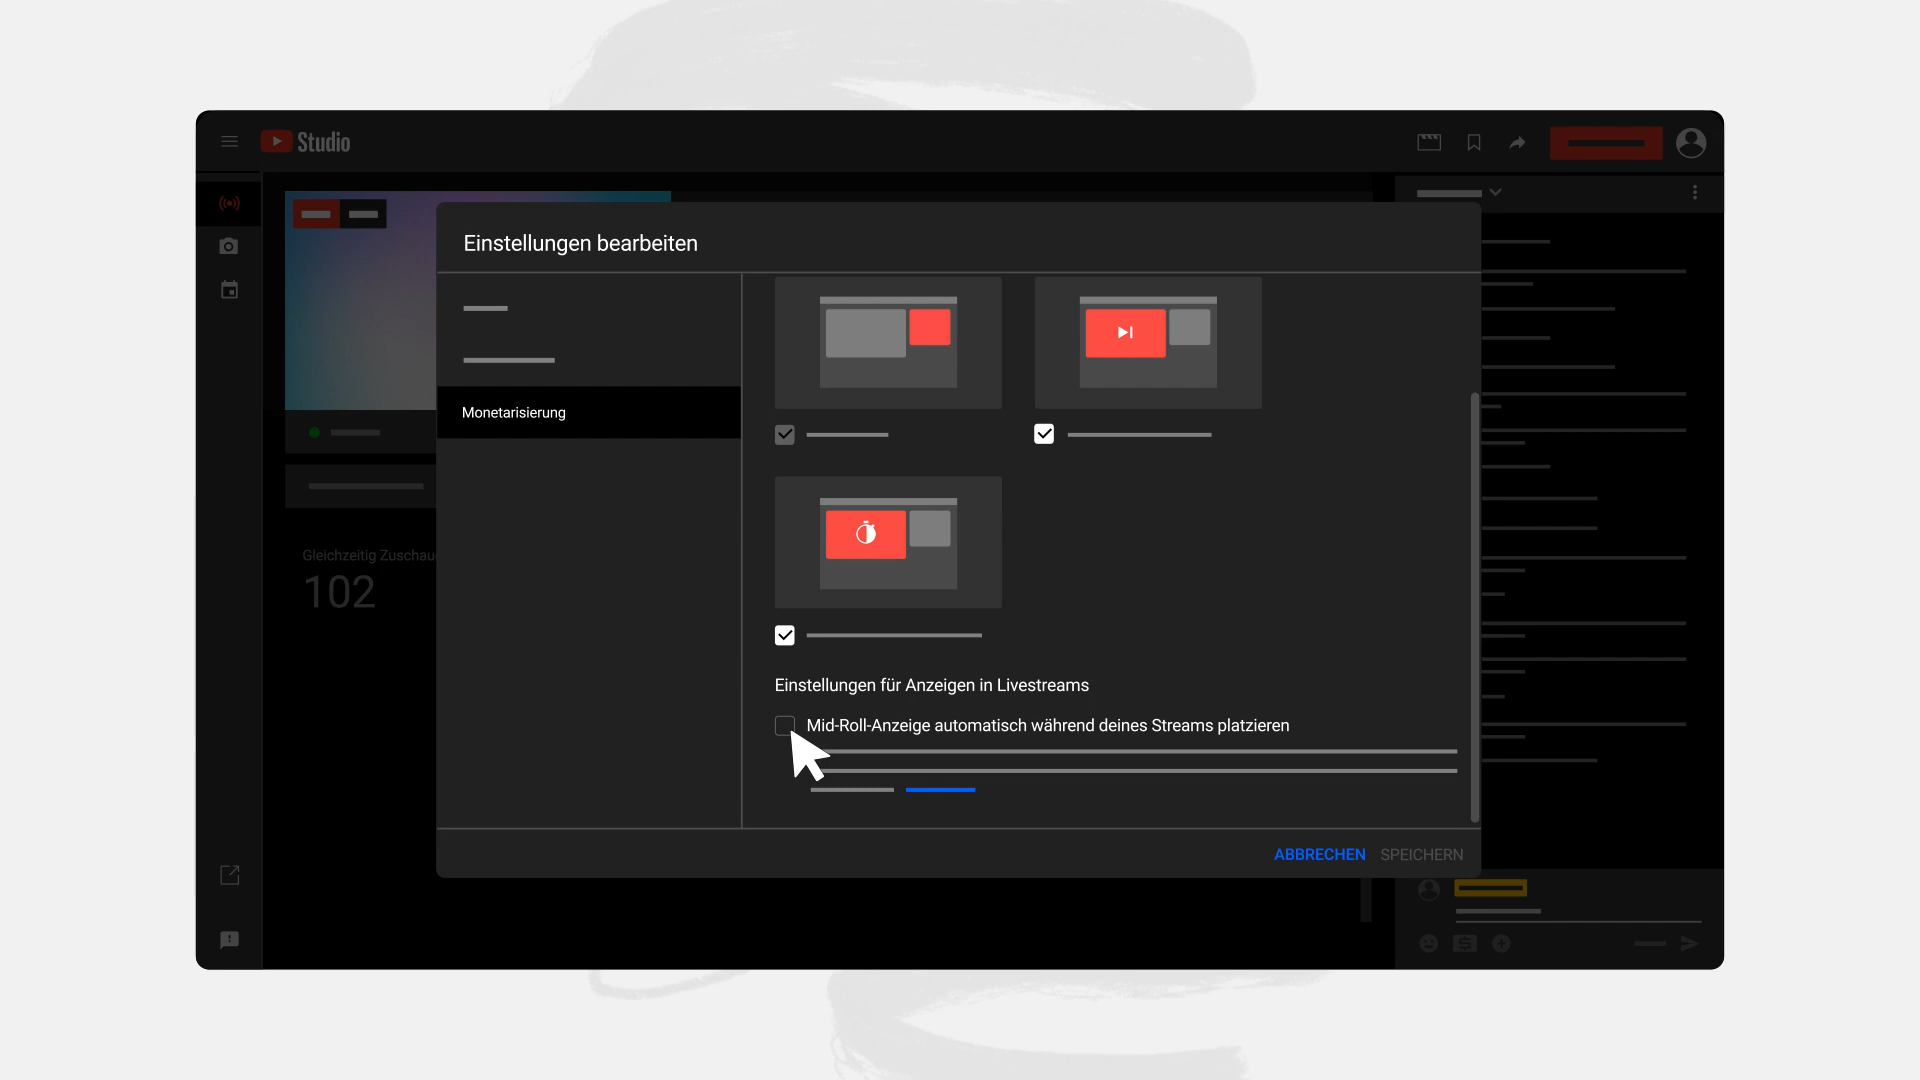 Studio
Einstellungen bearbeiten
Monetarisierung
Gleichzeitig
102
Einstellungen für Anzeigen in Livestreams
Mid-Roll-Anzeige automatisch während deines Streams platzieren
ABBRECHEN SPEICHERN